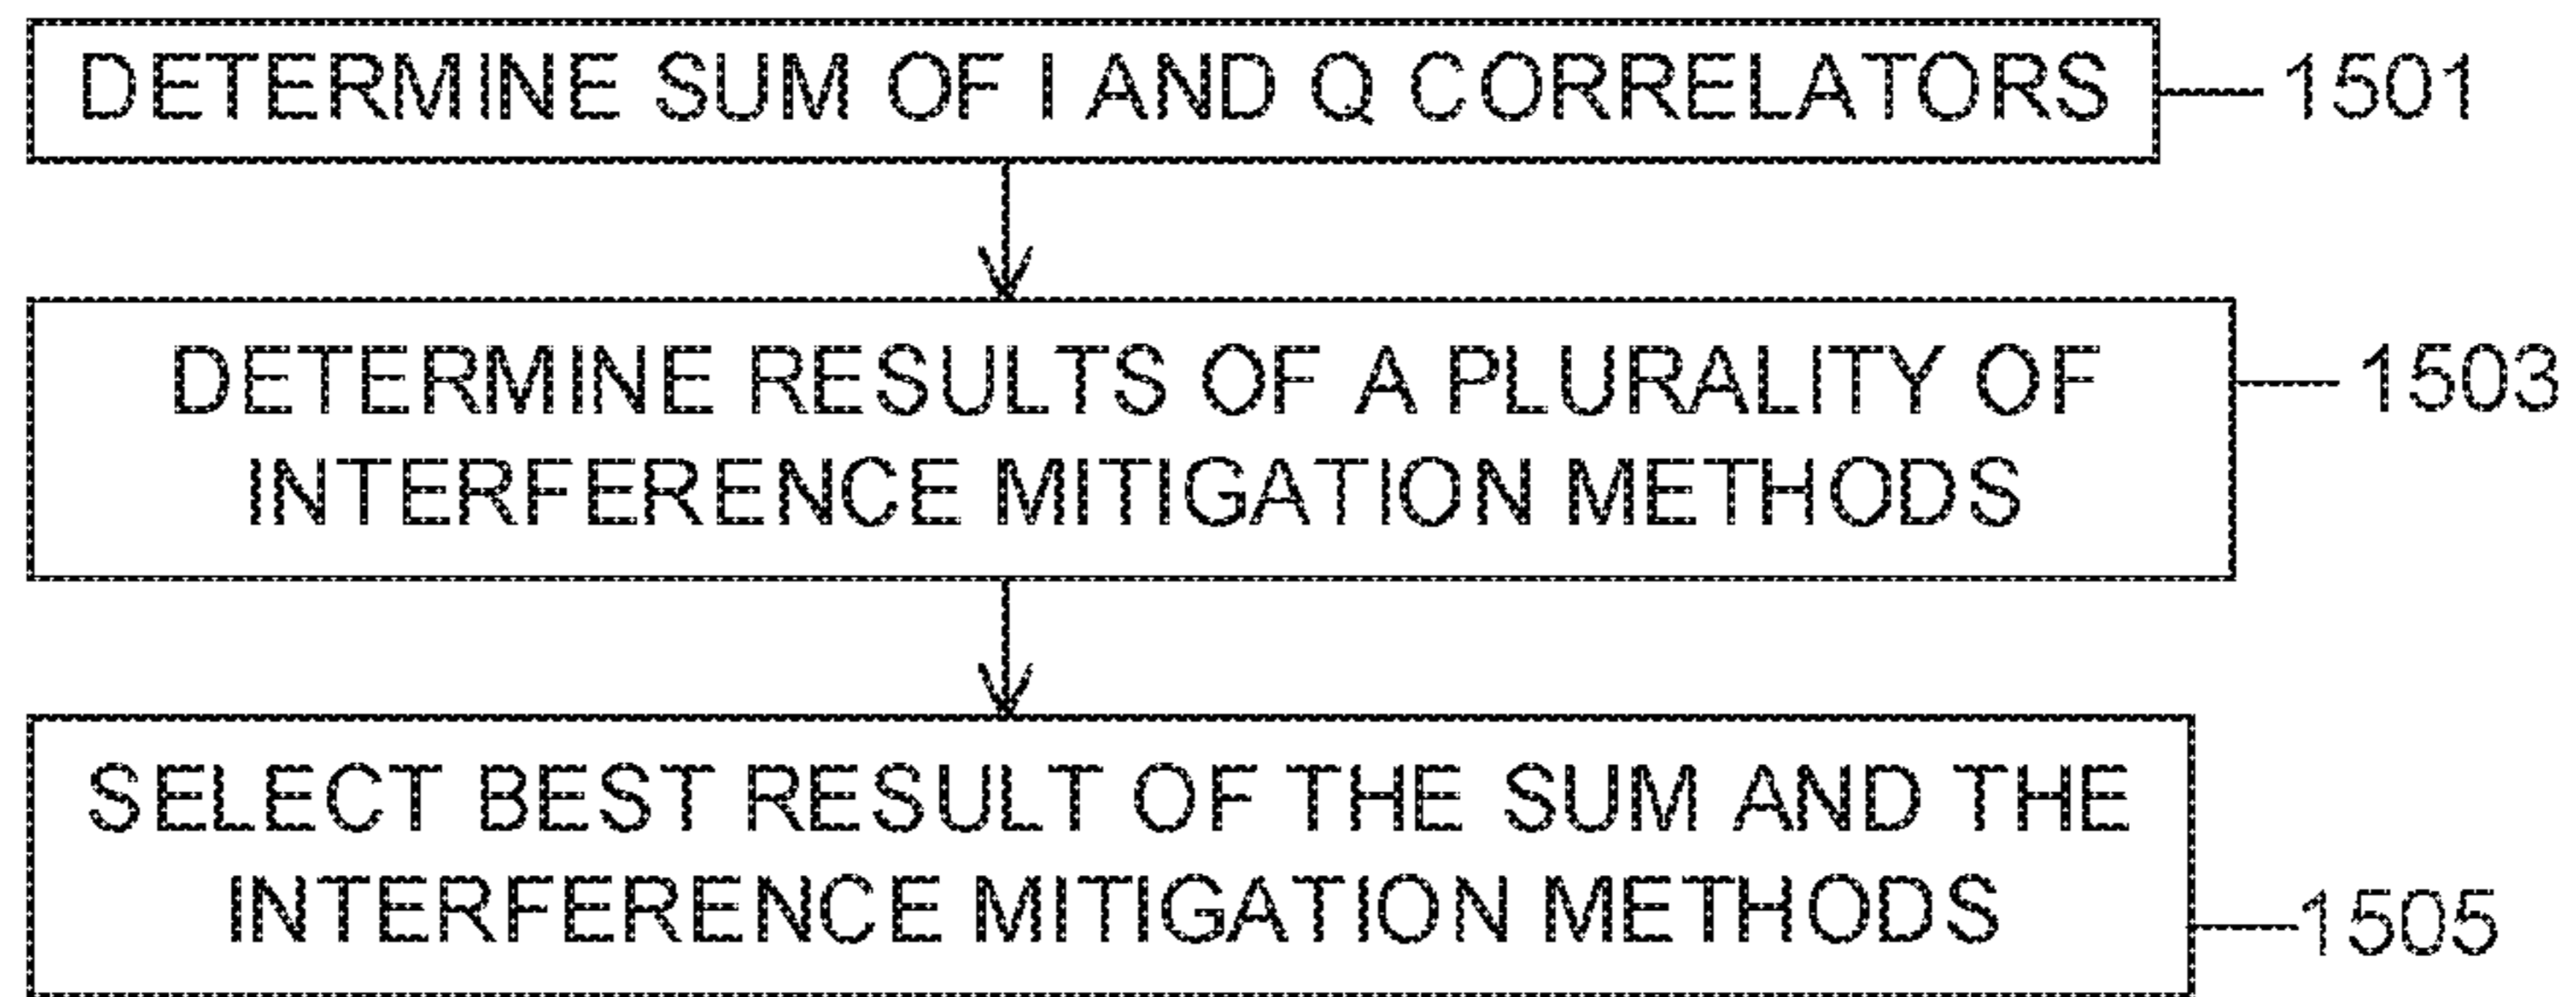 DETERMINE SUM OF I AND Q CORRELATORS
1501
DETERMINE RESULTS OF A PLURALITY OF
INTERFERENCE MITIGATION METHODS
1503
SELECT BEST RESULT OF THE SUM AND THE
INTERFERENCE MITIGATION METHODS
1505